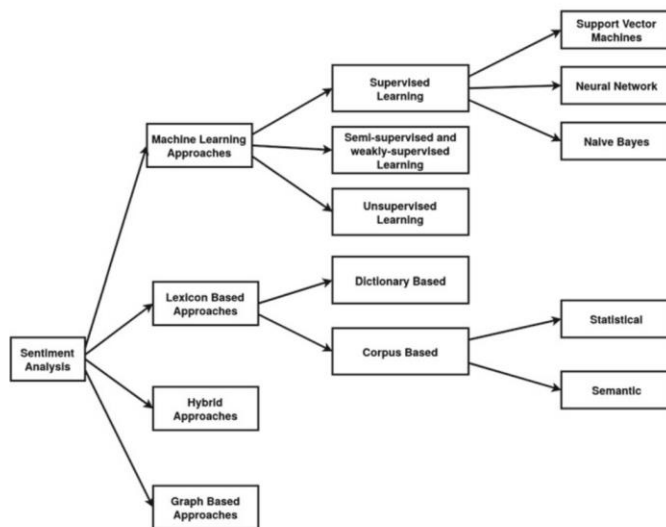 Support Vector
Machines
Supervised
Learning
Neural Network
Machine Learning
Approaches
Semi-supervised and
weakly-supervised
Learning
Naive Bayes
Unsupervised
Learning
Lexicon Based
Approaches
Dictionary Based
Statistical
Sentiment
Analysis
Corpus Based
Semantic
Hybrid
Approaches
Graph Based
Approaches